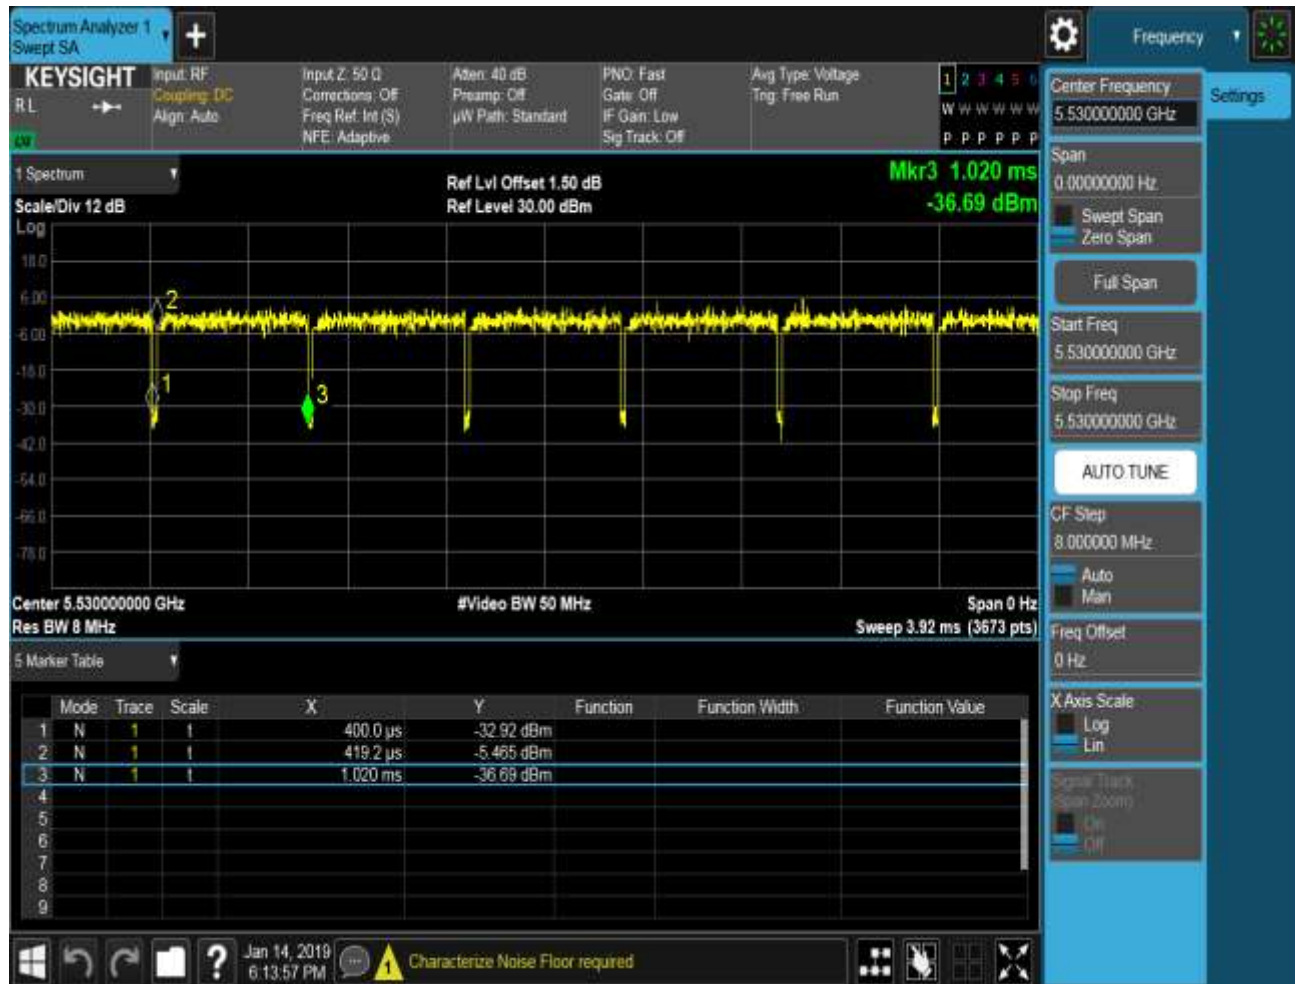 Spectrum Analyzer 1
Swept SA
+
Frequency
KEYSIGHT
RL
Input: RF
Coupling: DC
Align: Auto
Input Z: 50 Ω
Corrections: Off
Freq Ref: Int (S)
NFE: Adaptive
Atten: 40 dB
Preamp: Off
µW Path: Standard
PNO: Fast
Gate: Off
IF Gain: Low
Sig Track: Off
Avg Type: Voltage
Trig: Free Run
1 2 3 4 5 6
W W W W W W
P P P P P P
1 Spectrum
Scale/Div 12 dB
Ref Lvl Offset 1.50 dB
Ref Level 30.00 dBm
Mkr3 1.020 ms
-36.69 dBm
Log
18.0
6.00
-6.00
-18.0
-30.0
-42.0
-54.0
-66.0
-78.0
2
1
3
Center 5.530000000 GHz
#Video BW 50 MHz
Span 0 Hz
Res BW 8 MHz
Sweep 3.92 ms (3673 pts)
5 Marker Table
Mode Trace Scale X Y Function Function Width Function Value
1 N 1 t 400.0 µs -32.92 dBm
2 N 1 t 419.2 µs -5.465 dBm
3 N 1 t 1.020 ms -36.69 dBm
4
5
6
7
8
9
Jan 14, 2019
6:13:57 PM
?
1
Characterize Noise Floor required
Center Frequency
5.530000000 GHz
Settings
Span
0.00000000 Hz
Swept Span
Zero Span
Full Span
Start Freq
5.530000000 GHz
Stop Freq
5.530000000 GHz
AUTO TUNE
CF Step
8.000000 MHz
Auto
Man
Freq Offset
0 Hz
X Axis Scale
Log
Lin
Signal Track
(Span Zoom)
On
Off